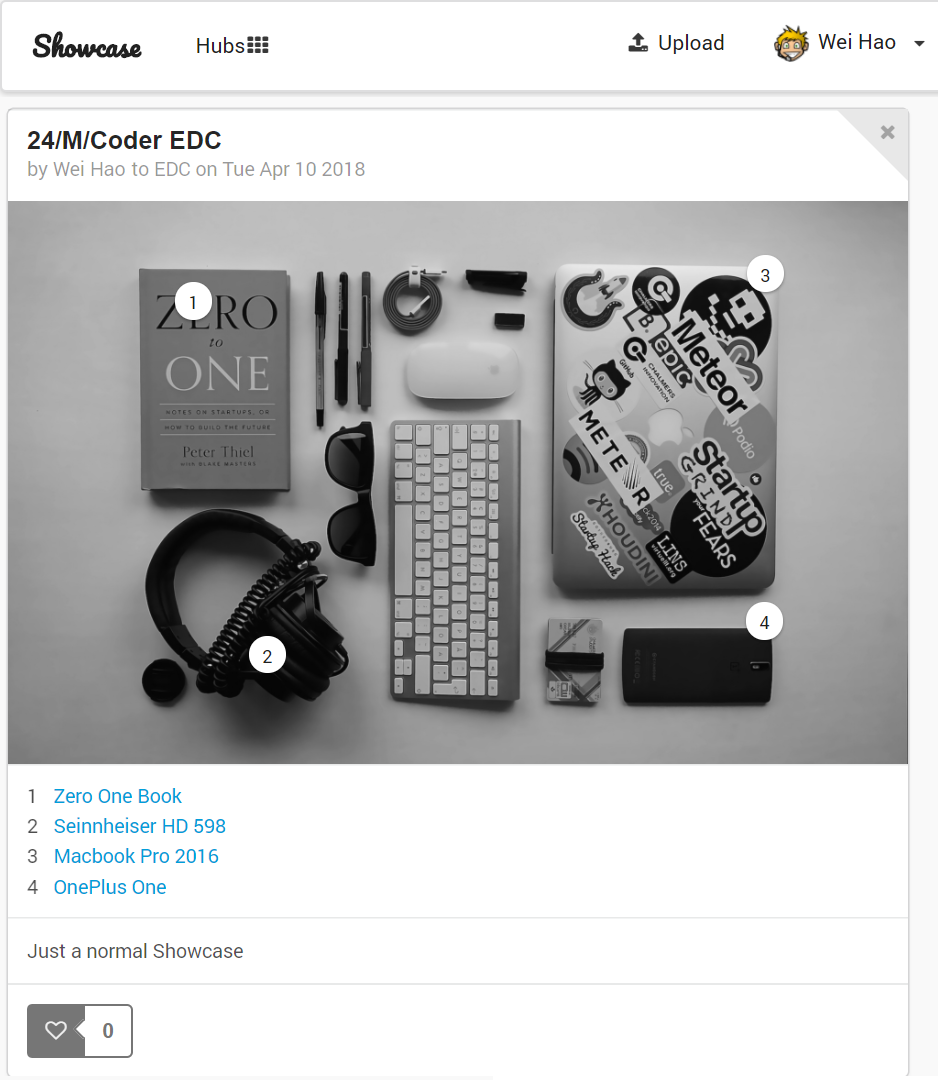 Showcase
Hubs
Upload
Wei Hao
24/M/Coder EDC
by Wei Hao to EDC on Tue Apr 10 2018
1
ZERO
to
ONE
NOTES ON STARTUPS, OR
HOW TO BUILD THE FUTURE
Peter Thiel
WITH BLAKE MASTERS
2
3
B.
epic
Meteor
CHALMERS
INNOVATION
GitHub
METEOR
Podio
true.
Startup
GRIND
FEARS
XHOUDINI
Startup Hack
LINS
4
1 Zero One Book
2 Seinnheiser HD 598
3 Macbook Pro 2016
4 OnePlus One
Just a normal Showcase
0